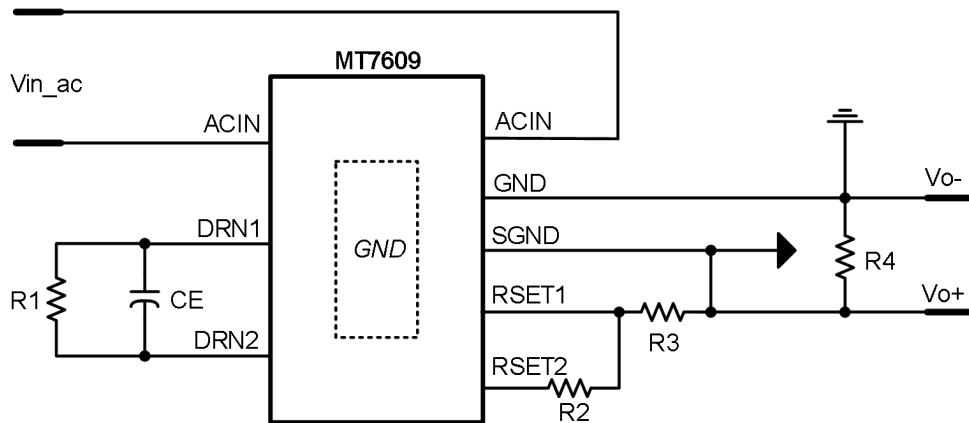 MT7609
Vin_ac
ACIN
ACIN
GND
Vo-
DRN1
GND
SGND
R4
R1
CE
RSET1
Vo+
R3
DRN2
RSET2
R2